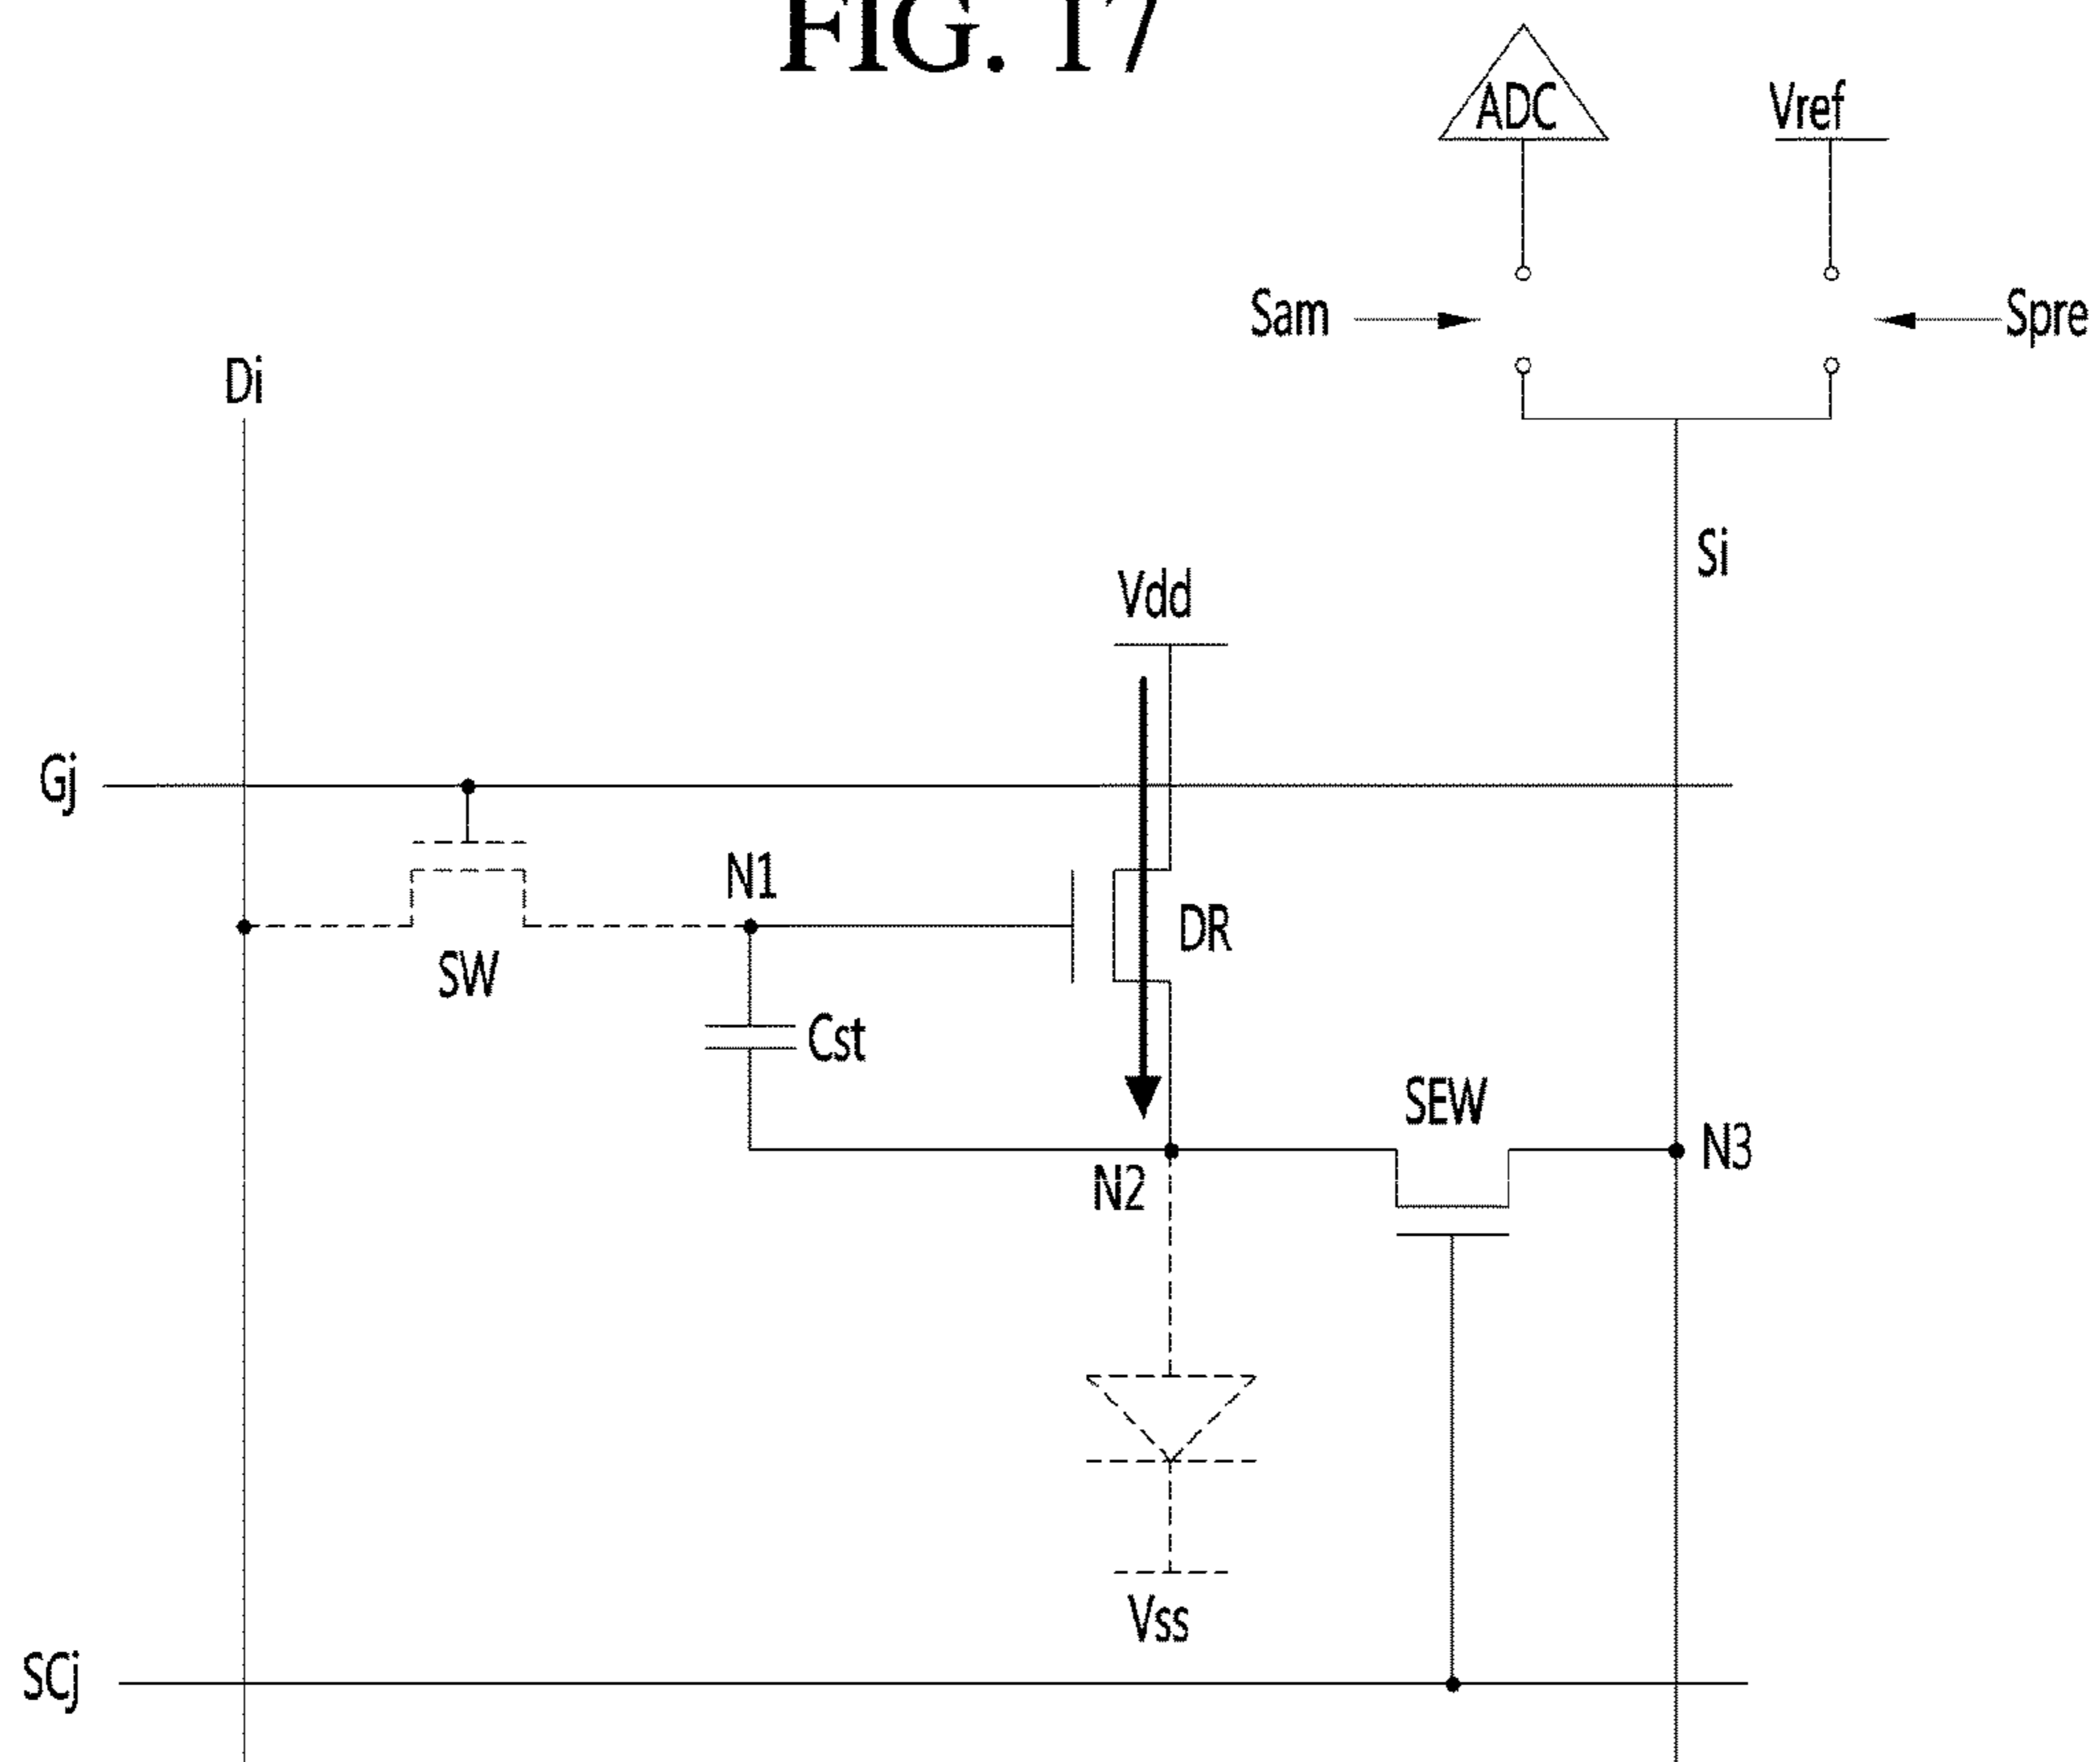 FIG. 17
ADC
Vref
Sam
Spre
Di
Si
Vdd
Gj
N1
DR
SW
Cst
SEW
N3
N2
Vss
SCj